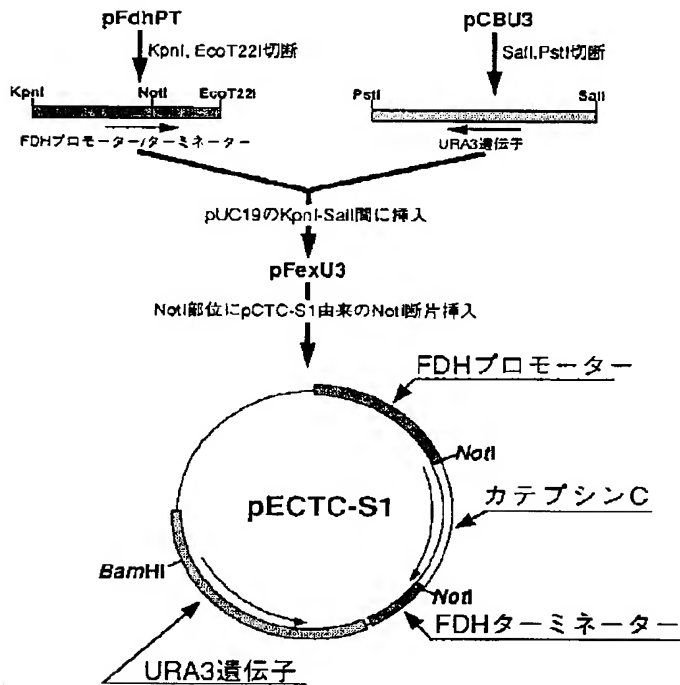 pFdhPT
pCBU3
KpnI, EcoT22I切断
SalI,PstI切断
KpnI
NotI
EcoT22I
PstI
SalI
FDHプロモーター/ターミネーター
URA3遺伝子
pUC19のKpnI-SalI間に挿入
pFexU3
NotI部位にpCTC-S1由来のNotI断片挿入
FDHプロモーター
NotI
pECTC-S1
カテプシンC
BamHI
NotI
FDHターミネーター
URA3遺伝子